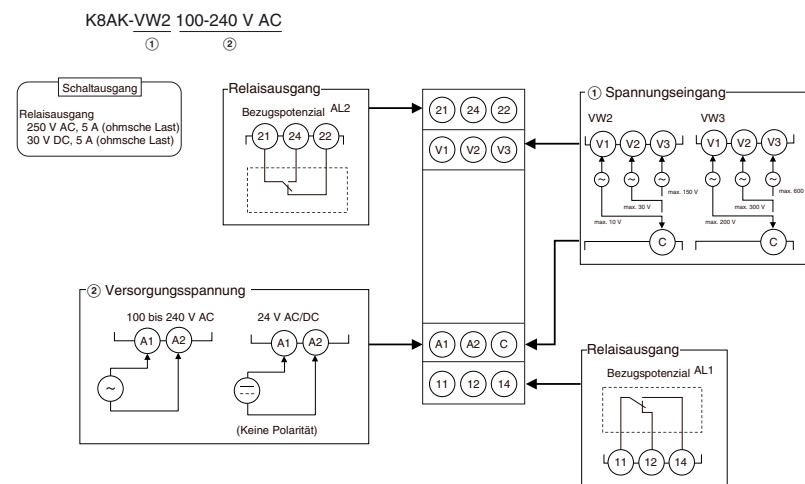 K8AK-VW2 100-240 V AC
① ②
Schaltausgang
Relaisausgang
250 V AC, 5 A (ohmsche Last)
30 V DC, 5 A (ohmsche Last)
Relaisausgang
Bezugspotenzial AL2
21 24 22
21 24 22
V1 V2 V3
A1 A2 C
11 12 14
① Spannungseingang
VW2 VW3
V1 V2 V3 V1 V2 V3
max. 150 V max. 600
max. 30 V max. 300 V
max. 10 V max. 200 V
C C
② Versorgungsspannung
100 bis 240 V AC 24 V AC/DC
A1 A2 A1 A2
(Keine Polarität)
Relaisausgang
Bezugspotenzial AL1
11 12 14